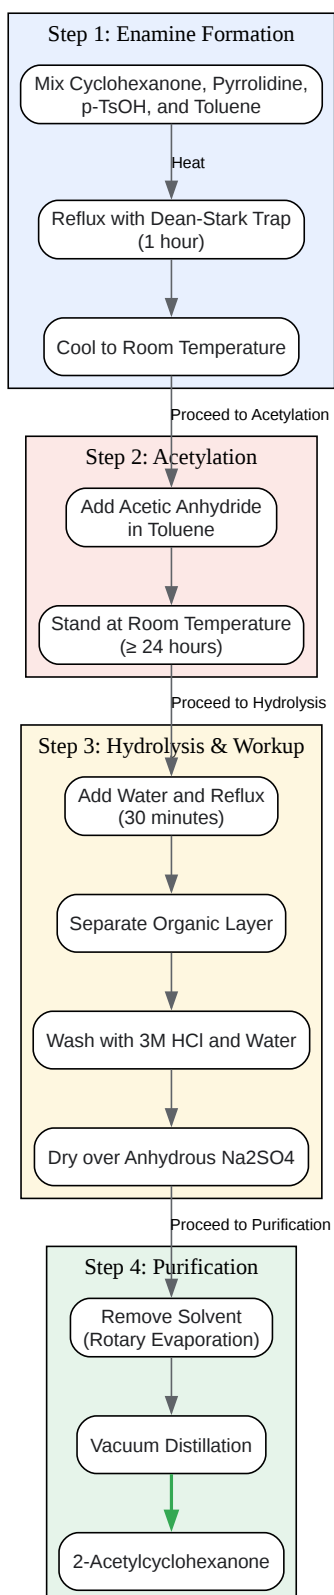 Step 1: Enamine Formation
Mix Cyclohexanone, Pyrrolidine,
p-TsOH, and Toluene
Heat
Reflux with Dean-Stark Trap
(1 hour)
Cool to Room Temperature
Proceed to Acetylation
Step 2: Acetylation
Add Acetic Anhydride
in Toluene
Stand at Room Temperature
(≥ 24 hours)
Proceed to Hydrolysis
Step 3: Hydrolysis & Workup
Add Water and Reflux
(30 minutes)
Separate Organic Layer
Wash with 3M HCl and Water
Dry over Anhydrous Na2SO4
Proceed to Purification
Step 4: Purification
Remove Solvent
(Rotary Evaporation)
Vacuum Distillation
2-Acetylcyclohexanone